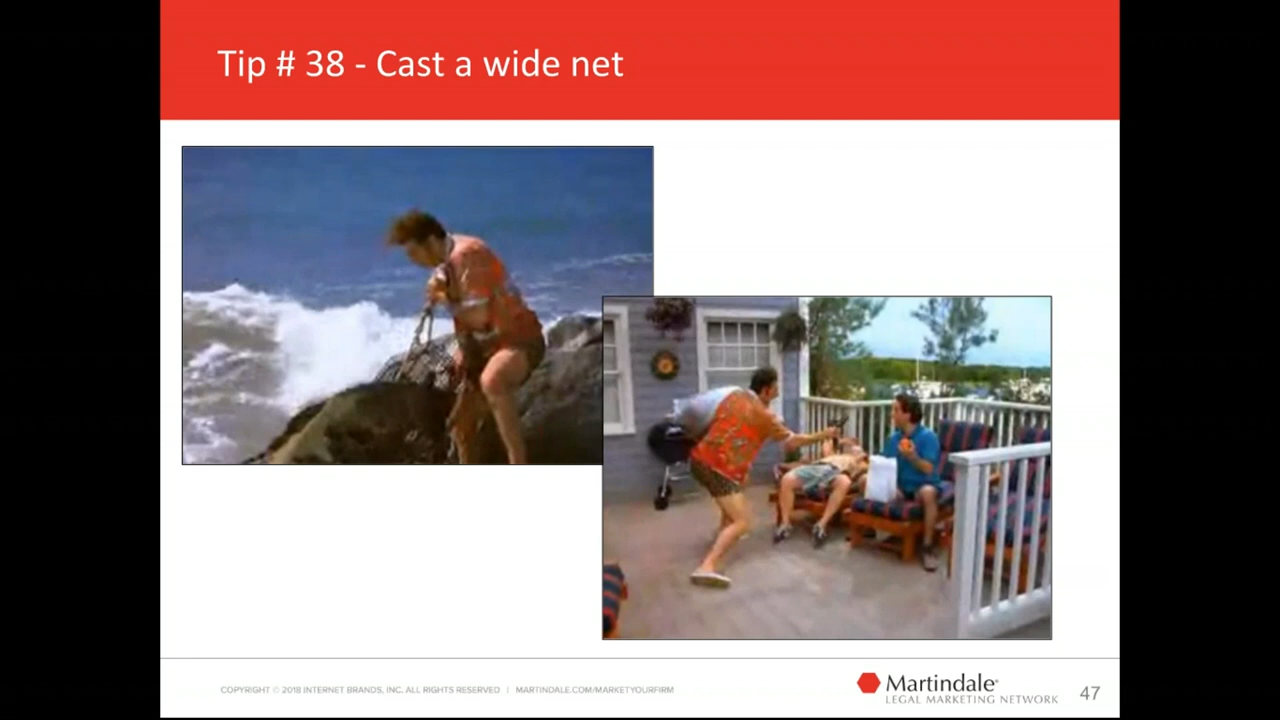 Tip # 38 - Cast a wide net
COPYRIGHT © 2018 INTERNET BRANDS, INC. ALL RIGHTS RESERVED | MARTINDALE.COM/MARKETYOURFIRM
Martindale®
LEGAL MARKETING NETWORK
47